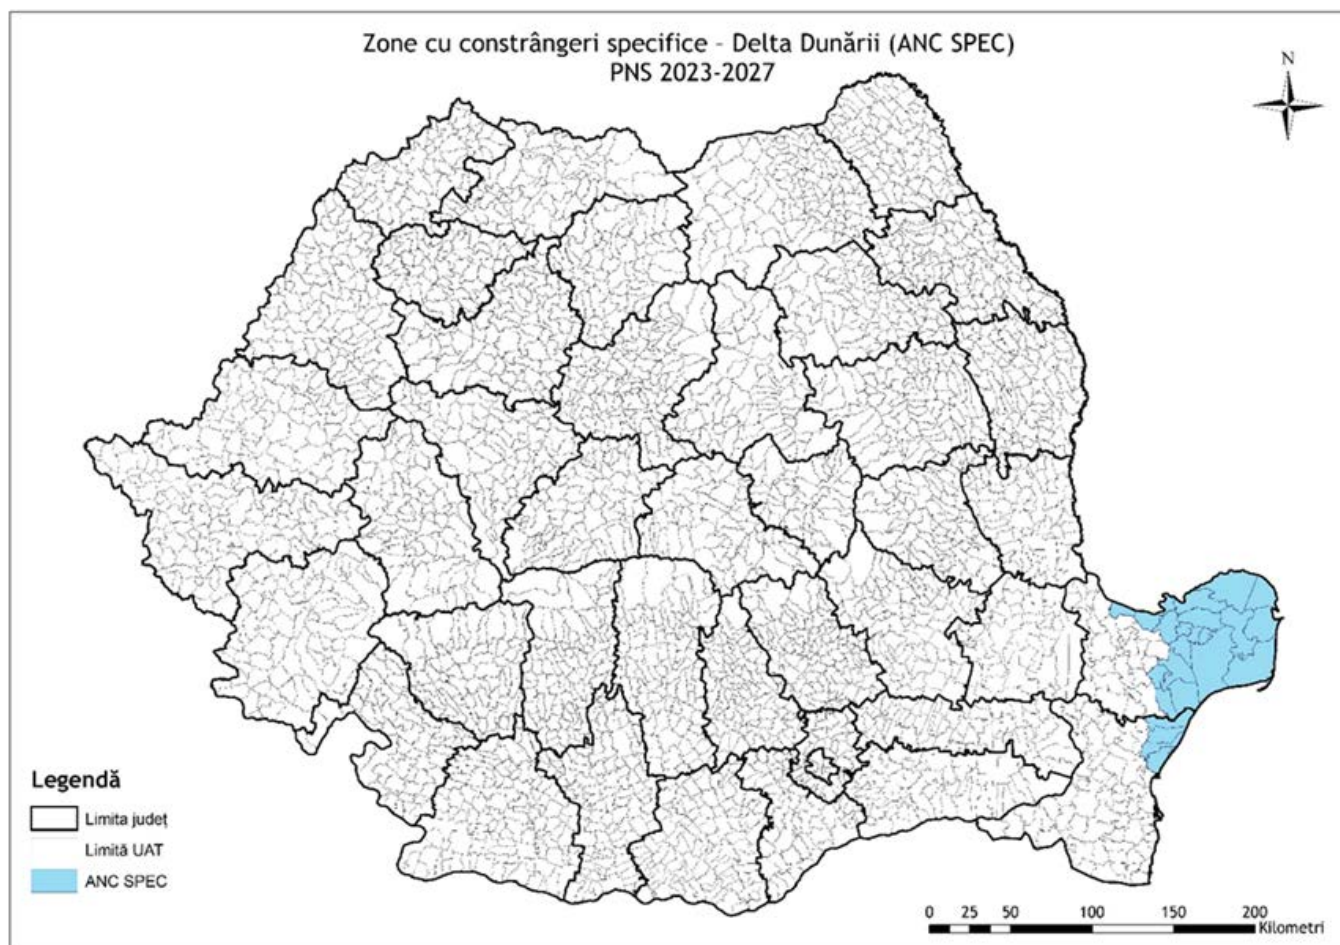 Zone cu constrângeri specifice - Delta Dunării (ANC SPEC)
PNS 2023-2027
N
Legendă
Limita județ
Limită UAT
ANC SPEC
0 25 50 100 150 200
Kilometri